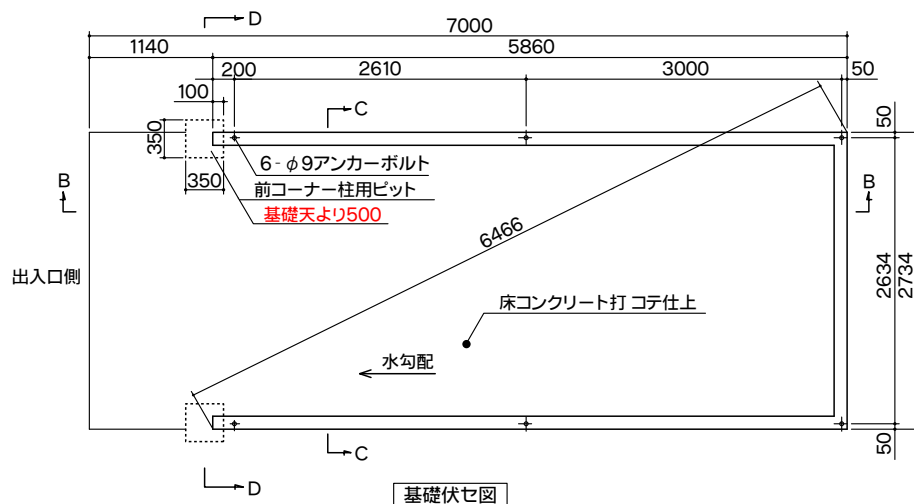 D
7000
1140
5860
200
2610
3000
50
100
C
350
50
6-φ9アンカーボルト
350
前コーナー柱用ピット
B
B
基礎天より500
6466
出入口側
2634
2734
床コンクリート打 コテ仕上
水勾配
C
50
D
基礎伏セ図